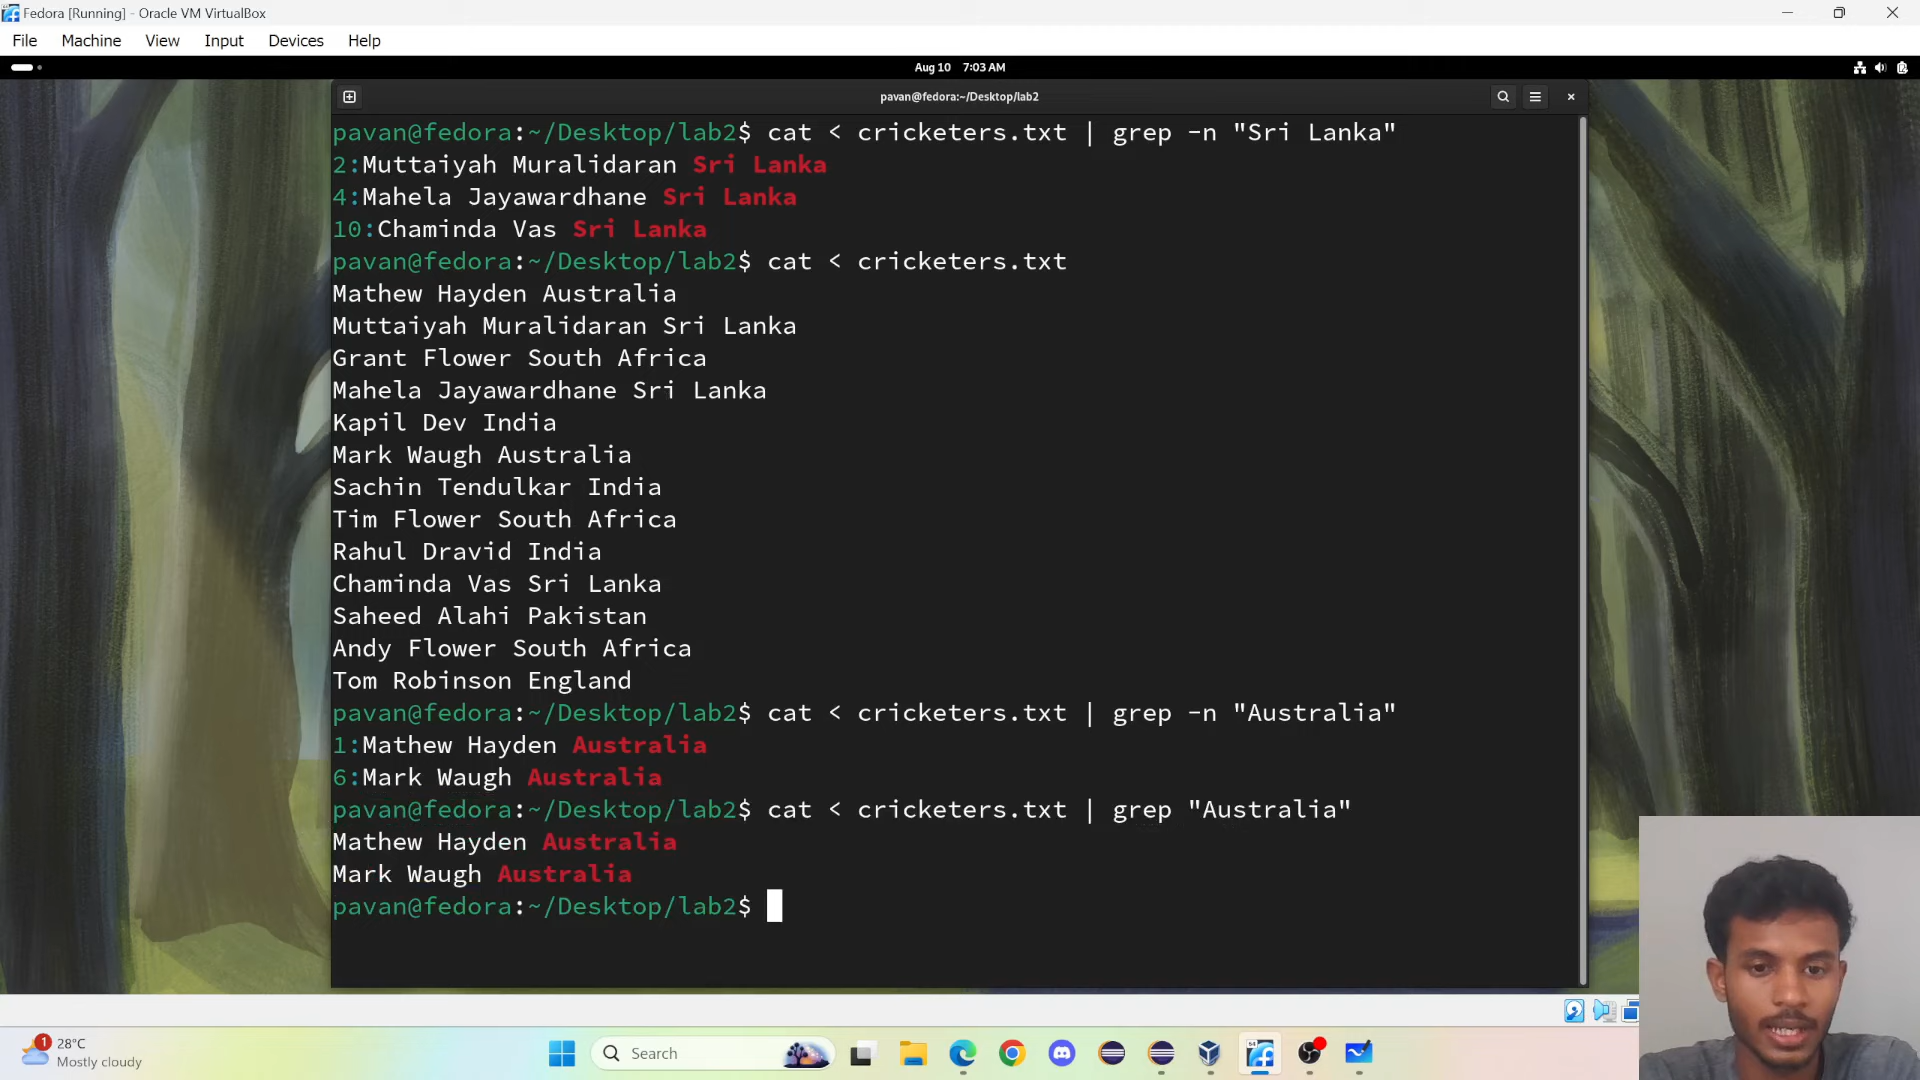 Fedora [Running] - Oracle VM VirtualBox
File Machine View Input Devices Help
Aug 10 7:03 AM
pavan@fedora:~/Desktop/lab2
pavan@fedora:~/Desktop/lab2$ cat < cricketers.txt | grep -n "Sri Lanka"
2:Muttaiyah Muralidaran Sri Lanka
4:Mahela Jayawardhane Sri Lanka
10:Chaminda Vas Sri Lanka
pavan@fedora:~/Desktop/lab2$ cat < cricketers.txt
Mathew Hayden Australia
Muttaiyah Muralidaran Sri Lanka
Grant Flower South Africa
Mahela Jayawardhane Sri Lanka
Kapil Dev India
Mark Waugh Australia
Sachin Tendulkar India
Tim Flower South Africa
Rahul Dravid India
Chaminda Vas Sri Lanka
Saheed Alahi Pakistan
Andy Flower South Africa
Tom Robinson England
pavan@fedora:~/Desktop/lab2$ cat < cricketers.txt | grep -n "Australia"
1:Mathew Hayden Australia
6:Mark Waugh Australia
pavan@fedora:~/Desktop/lab2$ cat < cricketers.txt | grep "Australia"
Mathew Hayden Australia
Mark Waugh Australia
pavan@fedora:~/Desktop/lab2$
1
28°C
Mostly cloudy
Search